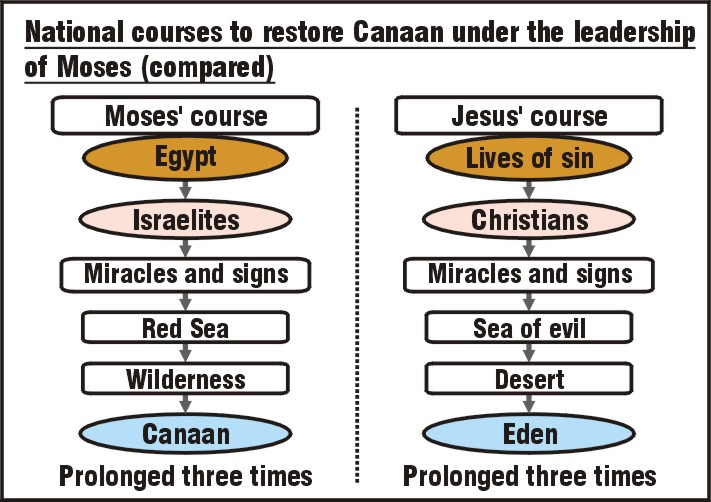 National courses to restore Canaan under the leadership
of Moses (compared)
Moses' course
Egypt
Israelites
Miracles and signs
Red Sea
Wilderness
Canaan
Prolonged three times
Jesus' course
Lives of sin
Christians
Miracles and signs
Sea of evil
Desert
Eden
Prolonged three times